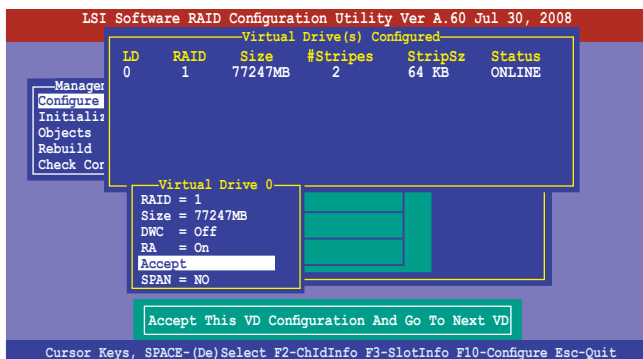 LSI Software RAID Configuration Utility Ver A.60 Jul 30, 2008
Virtual Drive(s) Configured
LD RAID Size #Stripes StripSz Status
0 1 77247MB 2 64 KB ONLINE
Manage
Configure
Initializ
Objects
Rebuild
Check Con
Virtual Drive 0
RAID = 1
Size = 77247MB
DWC = Off
RA = On
Accept
SPAN = NO
Accept This VD Configuration And Go To Next VD
Cursor Keys, SPACE-(De)Select F2-ChIdInfo F3-SlotInfo F10-Configure Esc-Quit